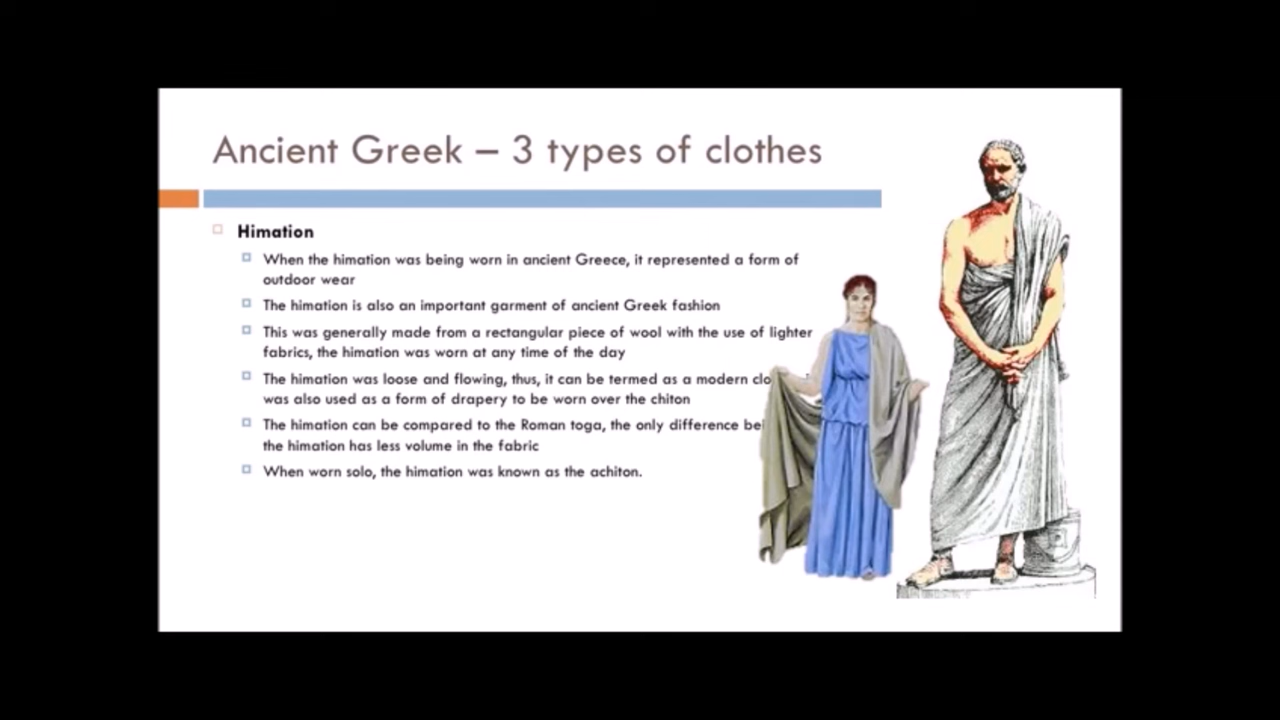 Ancient Greek – 3 types of clothes
Himation
When the himation was being worn in ancient Greece, it represented a form of
outdoor wear
The himation is also an important garment of ancient Greek fashion
This was generally made from a rectangular piece of wool with the use of lighter
fabrics, the himation was worn at any time of the day
The himation was loose and flowing, thus, it can be termed as a modern
was also used as a form of drapery to be worn over the chiton
The himation can be compared to the Roman toga, the only difference
the himation has less volume in the fabric
When worn solo, the himation was known as the achiton.